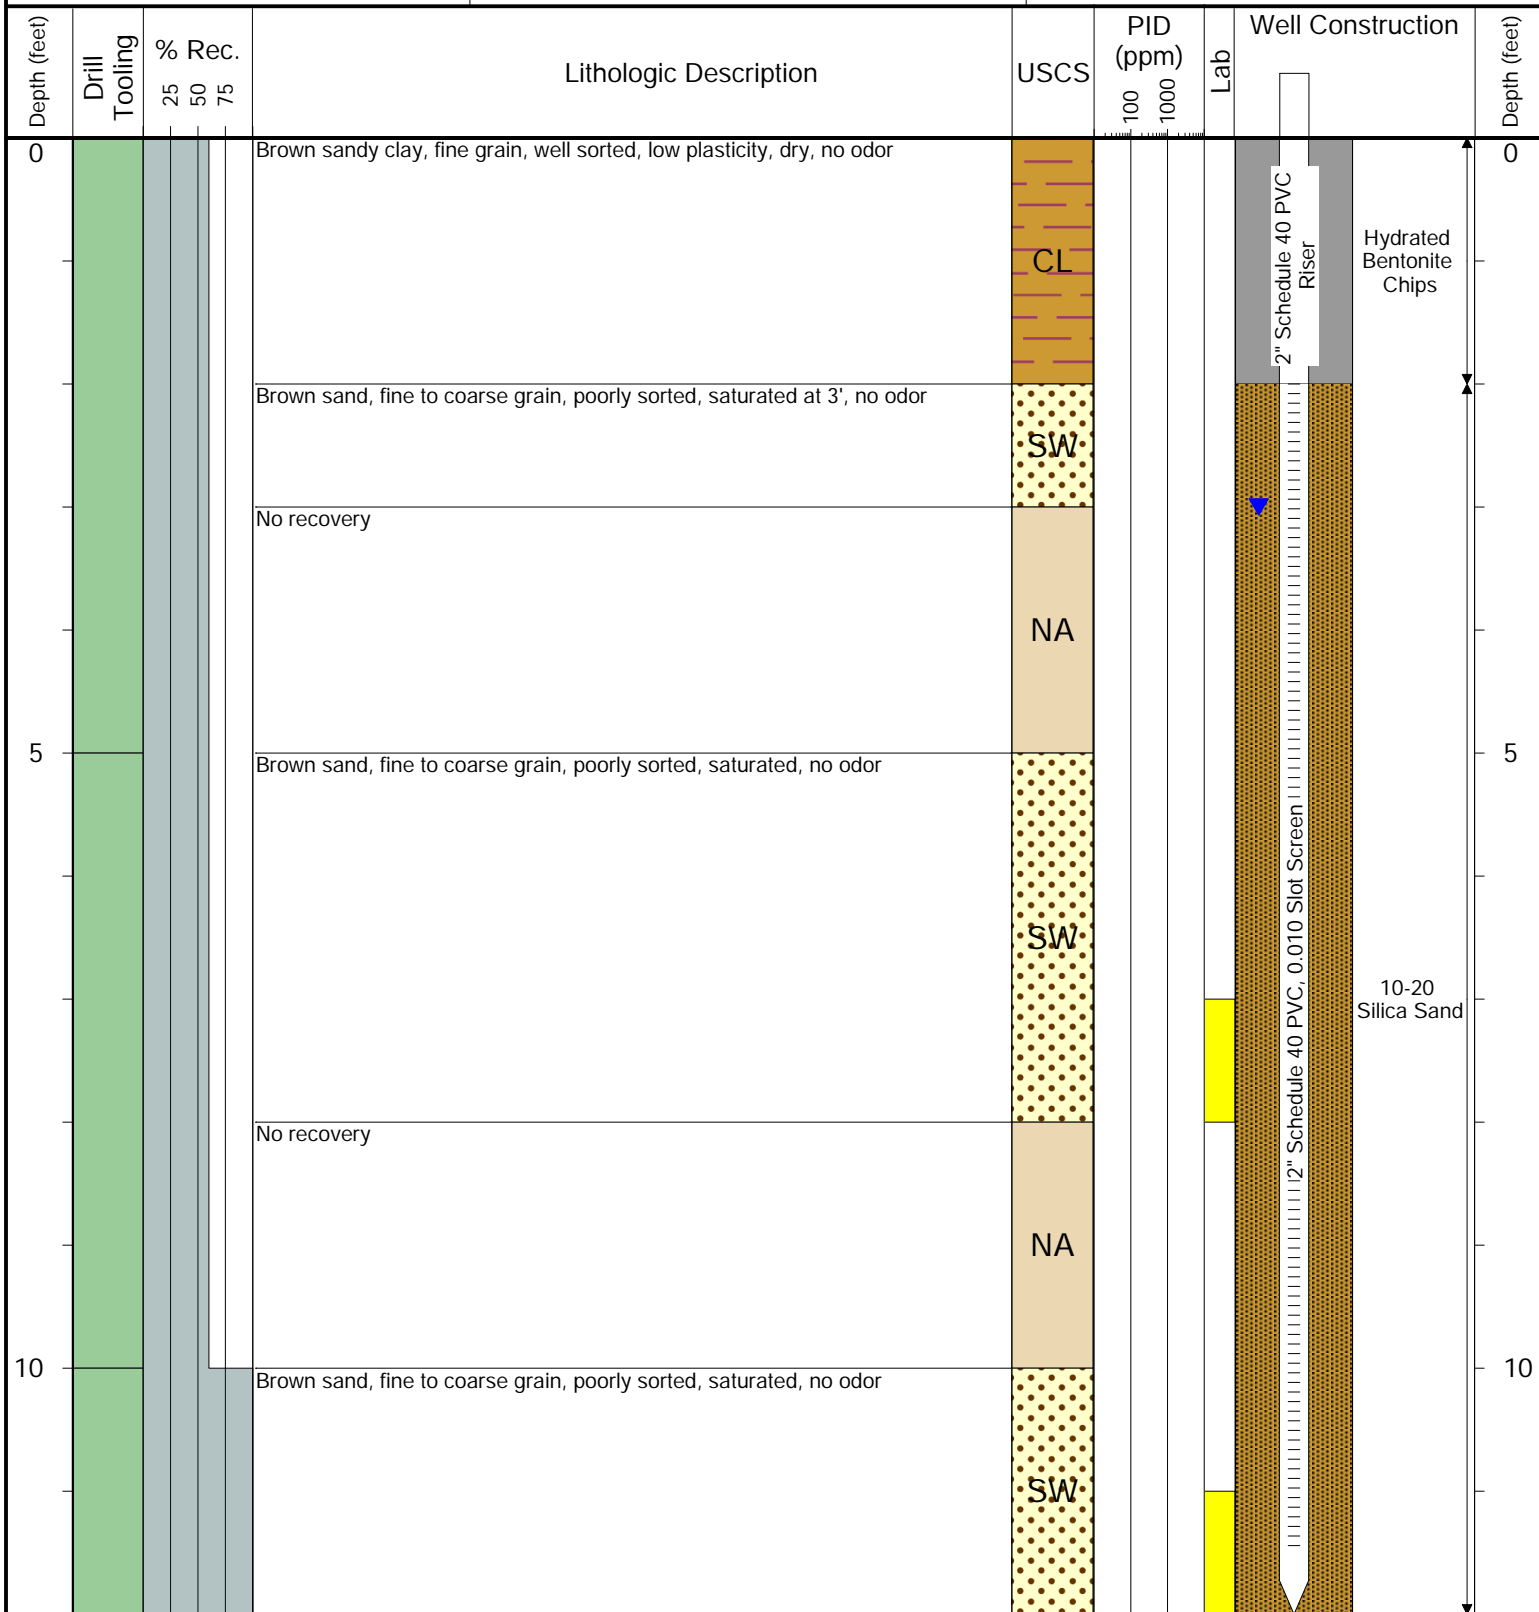 Depth (feet)
Drill
Tooling
% Rec.
25
50
75
Lithologic Description
USCS
PID
(ppm)
100
1000
Lab
Well Construction
Depth (feet)
0
Brown sandy clay, fine grain, well sorted, low plasticity, dry, no odor
CL
2" Schedule 40 PVC
Riser
Hydrated
Bentonite
Chips
0
Brown sand, fine to coarse grain, poorly sorted, saturated at 3', no odor
SW
No recovery
NA
5
Brown sand, fine to coarse grain, poorly sorted, saturated, no odor
SW
2" Schedule 40 PVC, 0.010 Slot Screen
10-20
Silica Sand
5
No recovery
NA
10
Brown sand, fine to coarse grain, poorly sorted, saturated, no odor
SW
10